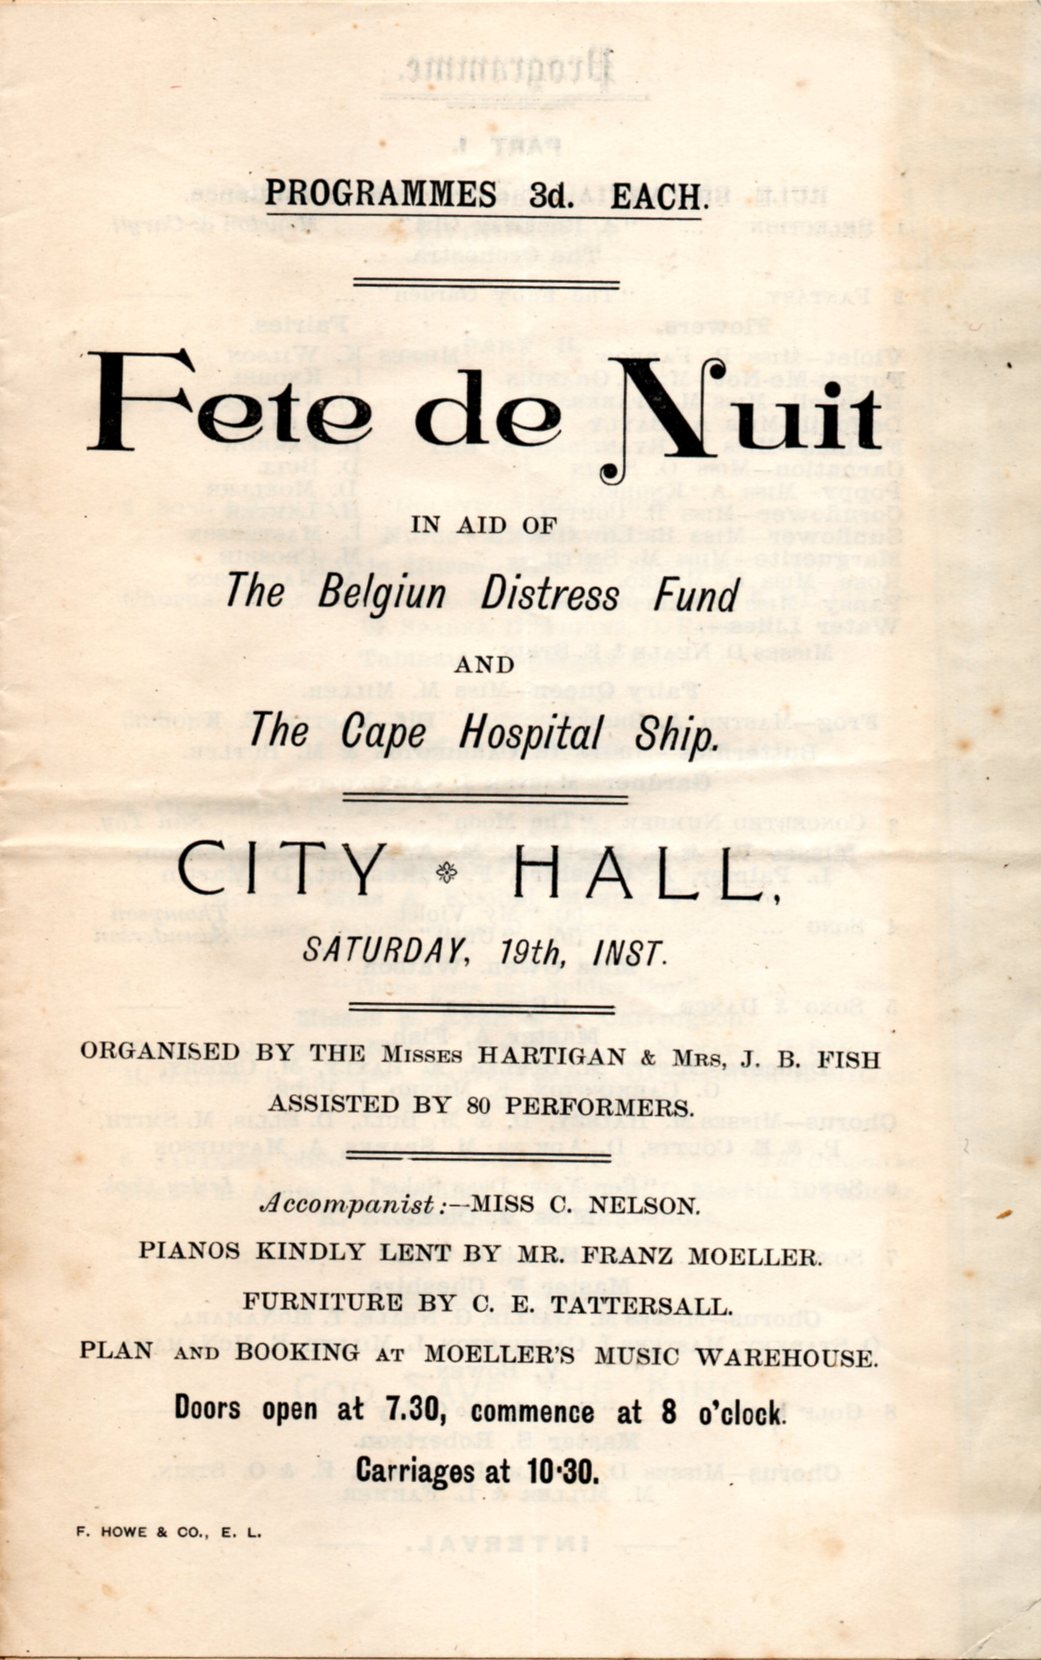 PROGRAMMES 3d. EACH.
Fete de Nuit
IN AID OF
The Belgiun Distress Fund
AND
The Cape Hospital Ship.
CITY HALL,
SATURDAY, 19th, INST.
ORGANISED BY THE MISSES HARTIGAN & MRS, J. B. FISH
ASSISTED BY 80 PERFORMERS.
Accompanist:—MISS C. NELSON.
PIANOS KINDLY LENT BY MR. FRANZ MOELLER.
FURNITURE BY C. E. TATTERSALL.
PLAN AND BOOKING AT MOELLER'S MUSIC WAREHOUSE.
Doors open at 7.30, commence at 8 o'clock.
Carriages at 10·30.
F. HOWE & CO., E. L.